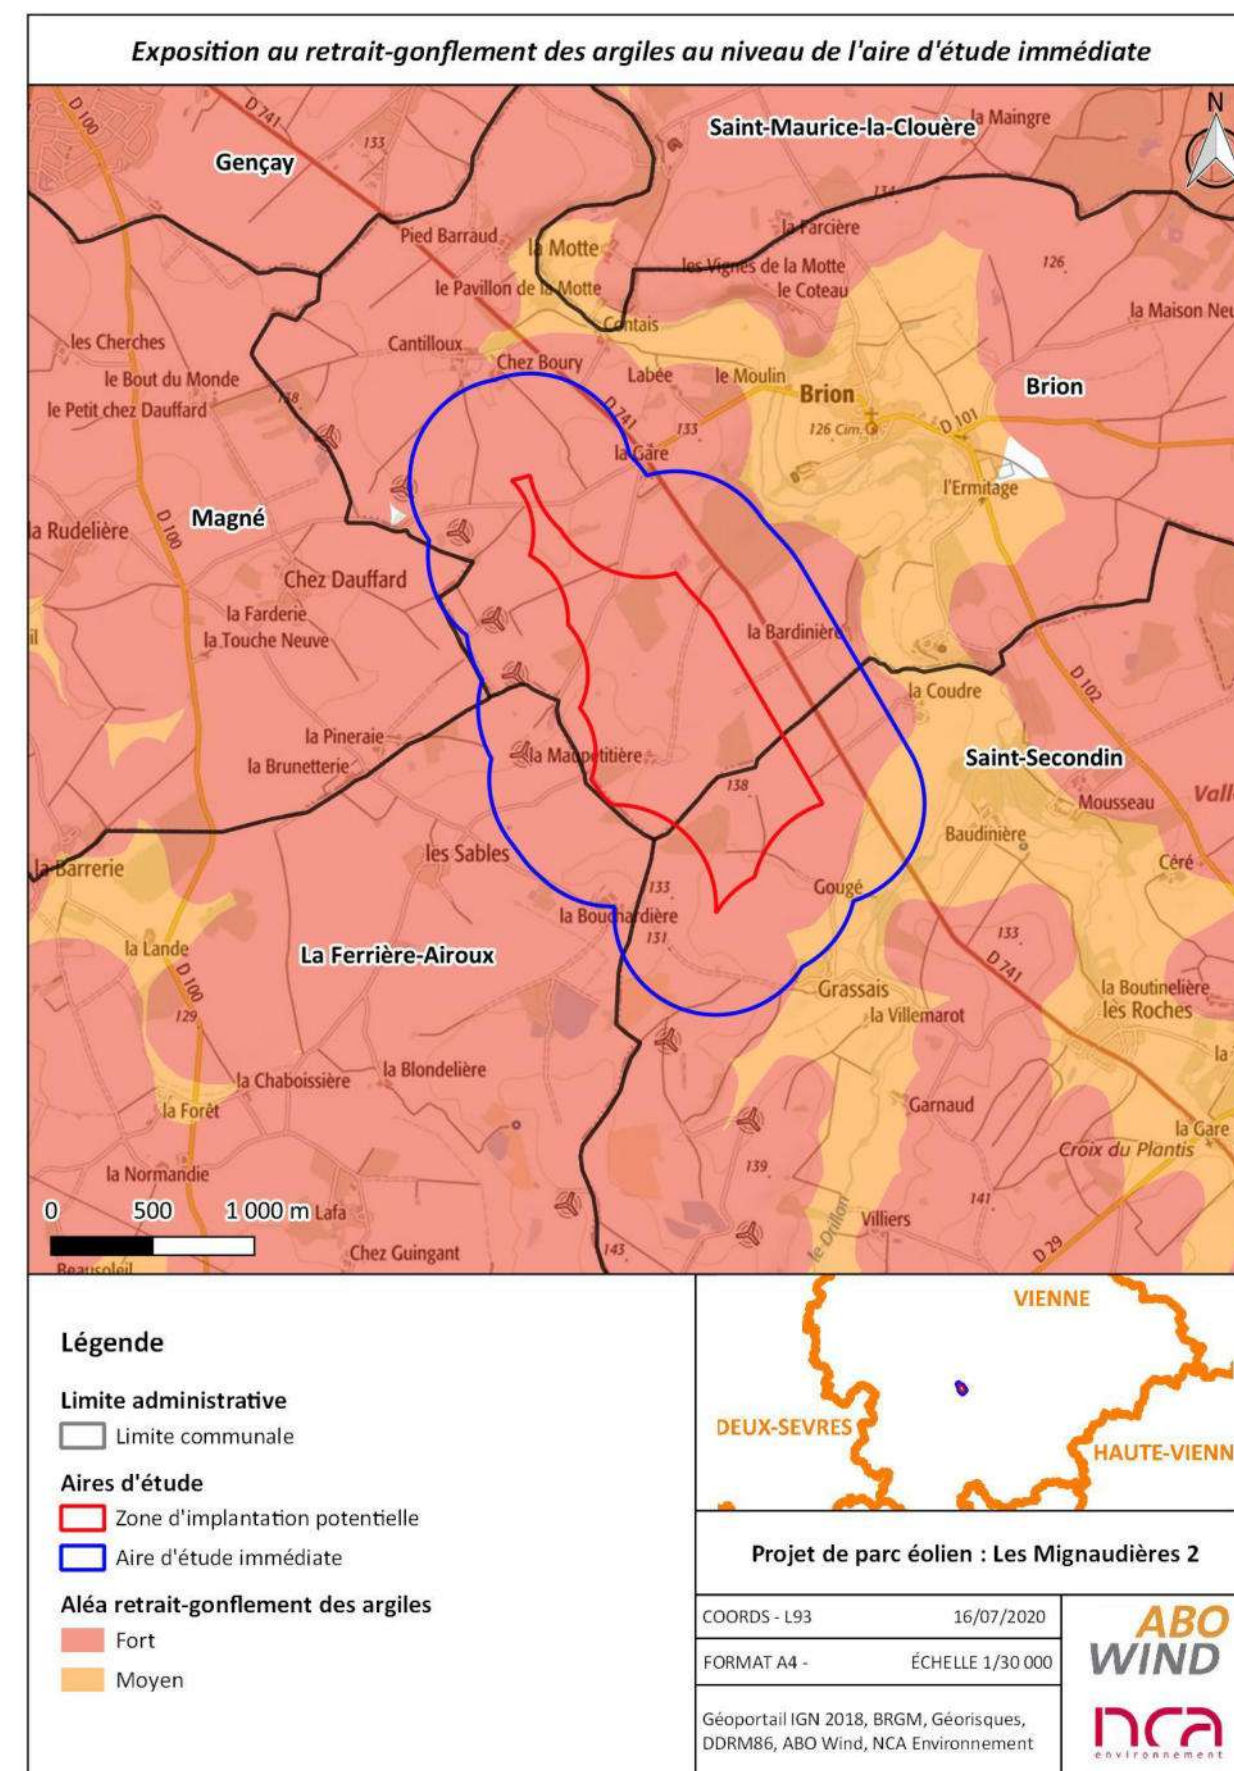 Exposition au retrait-gonflement des argiles au niveau de l'aire d'étude immédiate
N
D 100
D 741
133
Gençay
Saint-Maurice-la-Clouère
la Maingre
134
la Farcière
Pied Barraud
la Motte
les Vignes de la Motte
126
le Pavillon de la Motte
le Coteau
la Maison Neu
les Cherches
Cantilloux
Contais
Chez Boury
le Bout du Monde
Labée
le Moulin
Brion
Brion
le Petit chez Dauffard
138
D 741
133
126 Cim.
D 101
la Gare
l'Ermitage
la Rudelière
D 100
Magné
Chez Dauffard
la Farderie
la Touche Neuve
il
la Bardinière
D 102
la Coudre
la Pineraie
la Brunetterie
la Maupetitière
138
Saint-Secondin
Mousseau
Vall
Baudinière
la Barrerie
les Sables
Céré
133
Gougé
la Bouchardière
131
133
la Lande
La Ferrière-Airoux
D 741
D 100
Grassais
la Boutinelière
129
la Villemarot
les Roches
la
la Chaboissière
la Blondelière
la Forêt
Garnaud
la Gare
Croix du Plantis
la Normandie
139
141
0 500 1 000 m
Lafa
Villiers
le Drillon
Chez Guingant
143
D 29
Beausoleil
Légende
Limite administrative
Limite communale
Aires d'étude
Zone d'implantation potentielle
Aire d'étude immédiate
Aléa retrait-gonflement des argiles
Fort
Moyen
VIENNE
DEUX-SEVRES
HAUTE-VIENN
Projet de parc éolien : Les Mignaudières 2
COORDS - L93 16/07/2020
FORMAT A4 - ÉCHELLE 1/30 000
Géoportail IGN 2018, BRGM, Géorisques,
DDRM86, ABO Wind, NCA Environnement
ABO
WIND
nca
environnement